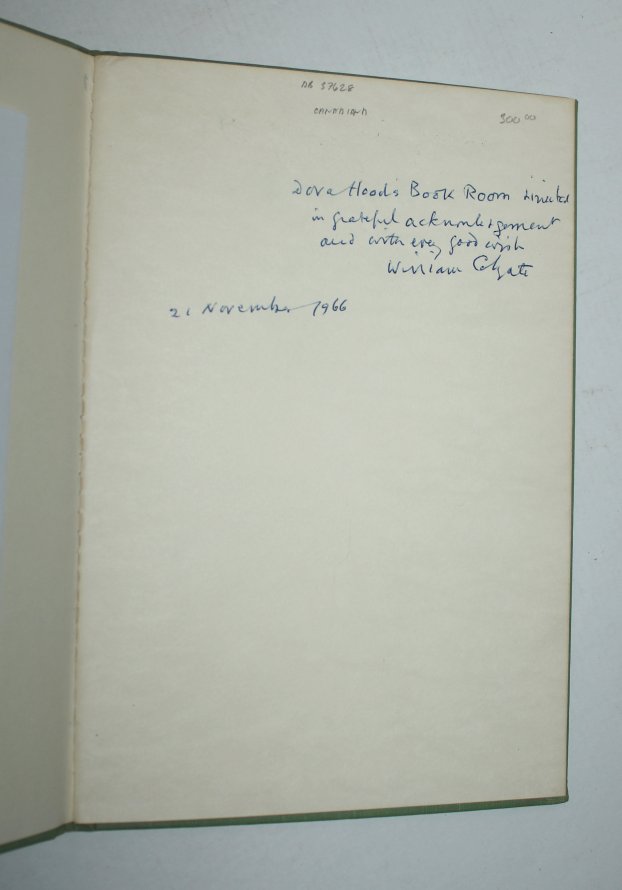 DB 37628
CANADIANA
300 00
Dora Hood's Book Room Limited
in grateful acknowledgement
and with every good wish
William Colgate
21 November 1966